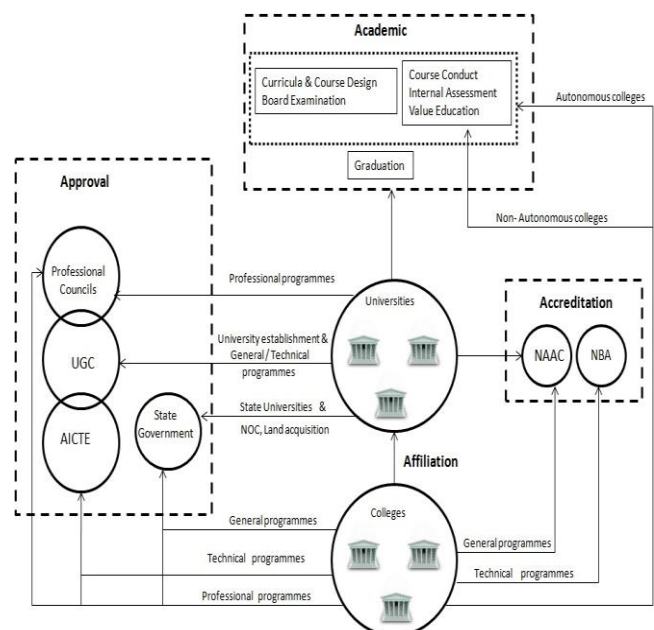 Academic
Curricula & Course Design
Board Examination
Course Conduct
Internal Assessment
Value Education
Graduation
Autonomous colleges
Non- Autonomous colleges
Approval
Professional
Councils
UGC
AICTE
State
Government
Professional programmes
University establishment &
General / Technical
programmes
State Universities &
NOC, Land acquisition
Universities
Accreditation
NAAC
NBA
Affiliation
Colleges
General programmes
Technical programmes
Professional programmes
General programmes
Technical programmes